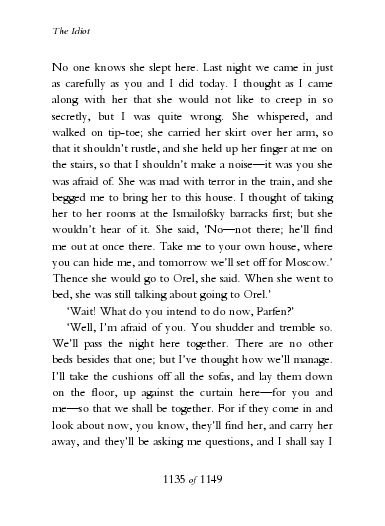 The Idiot
No one knows she slept here. Last night we came in just
as carefully as you and I did today. I thought as I came
along with her that she would not like to creep in so
secretly, but I was quite wrong. She whispered, and
walked on tip-toe; she carried her skirt over her arm, so
that it shouldn’t rustle, and she held up her finger at me on
the stairs, so that I shouldn’t make a noise—it was you she
was afraid of. She was mad with terror in the train, and she
begged me to bring her to this house. I thought of taking
her to her rooms at the Ismailofsky barracks first; but she
wouldn’t hear of it. She said, ‘No—not there; he’ll find
me out at once there. Take me to your own house, where
you can hide me, and tomorrow we’ll set off for Moscow.’
Thence she would go to Orel, she said. When she went to
bed, she was still talking about going to Orel.’
‘Wait! What do you intend to do now, Parfen?’
‘Well, I’m afraid of you. You shudder and tremble so.
We’ll pass the night here together. There are no other
beds besides that one; but I’ve thought how we’ll manage.
I’ll take the cushions off all the sofas, and lay them down
on the floor, up against the curtain here—for you and
me—so that we shall be together. For if they come in and
look about now, you know, they’ll find her, and carry her
away, and they’ll be asking me questions, and I shall say I
1135 of 1149